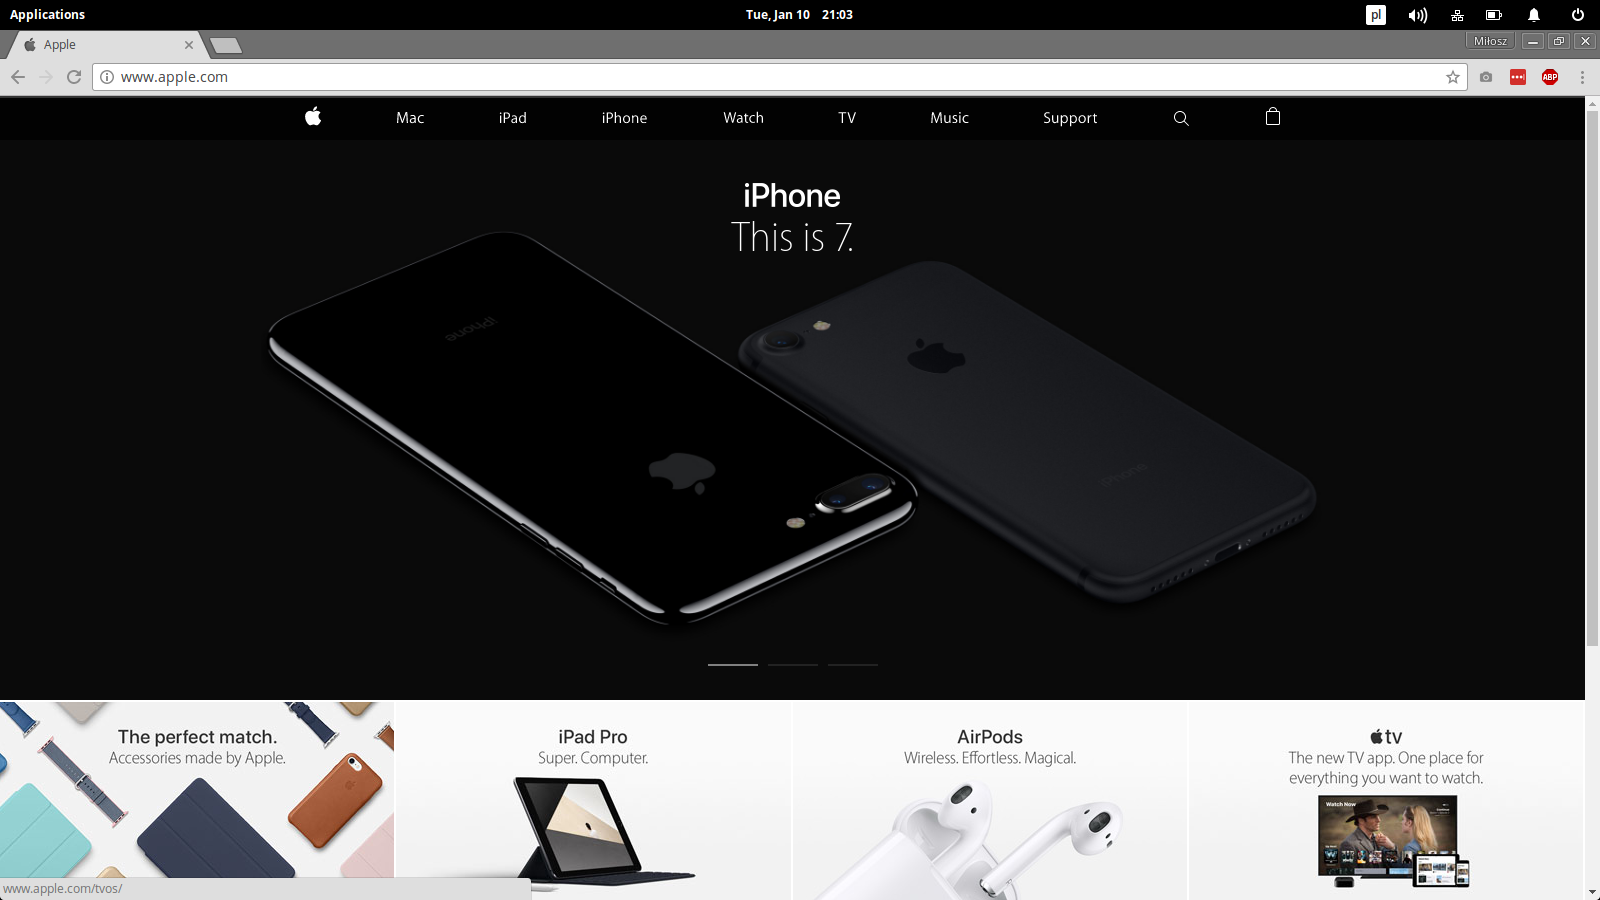 Applications
Tue, Jan 10 21:03
pl
Apple
Miłosz
www.apple.com
ABP
Mac iPad iPhone Watch TV Music Support
iPhone
This is 7.
iPhone
iPhone
The perfect match.
Accessories made by Apple.
iPad Pro
Super. Computer.
AirPods
Wireless. Effortless. Magical.
tv
The new TV app. One place for
everything you want to watch.
Watch Now
www.apple.com/tvos/